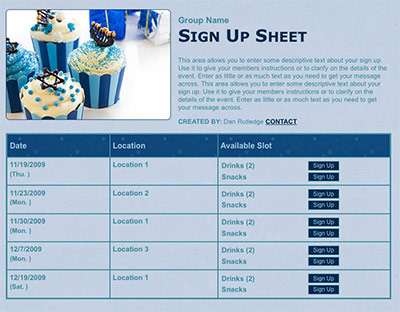 Group Name
SIGN UP SHEET
This area allows you to enter some descriptive text about your sign up.
Use it to give your members instructions or to clarify on the details of the
event. Enter as little or as much text as you need to get your message
across. This area allows you to enter some descriptive text about your
sign up. Use it to give your members instructions or to clarify on the
details of the event. Enter as little or as much text as you need to get
your message across.
CREATED BY: Dan Rutledge CONTACT
Date Location Available Slot
11/19/2009 Location 1 Drinks (2) Sign Up
(Thu. ) Snacks Sign Up
11/23/2009 Location 2 Drinks (2) Sign Up
(Mon. ) Snacks Sign Up
11/30/2009 Location 1 Drinks (2) Sign Up
(Mon. ) Snacks Sign Up
12/7/2009 Location 3 Drinks (2) Sign Up
(Mon. ) Snacks Sign Up
12/19/2009 Location 1 Drinks (2) Sign Up
(Sat. ) Snacks Sign Up